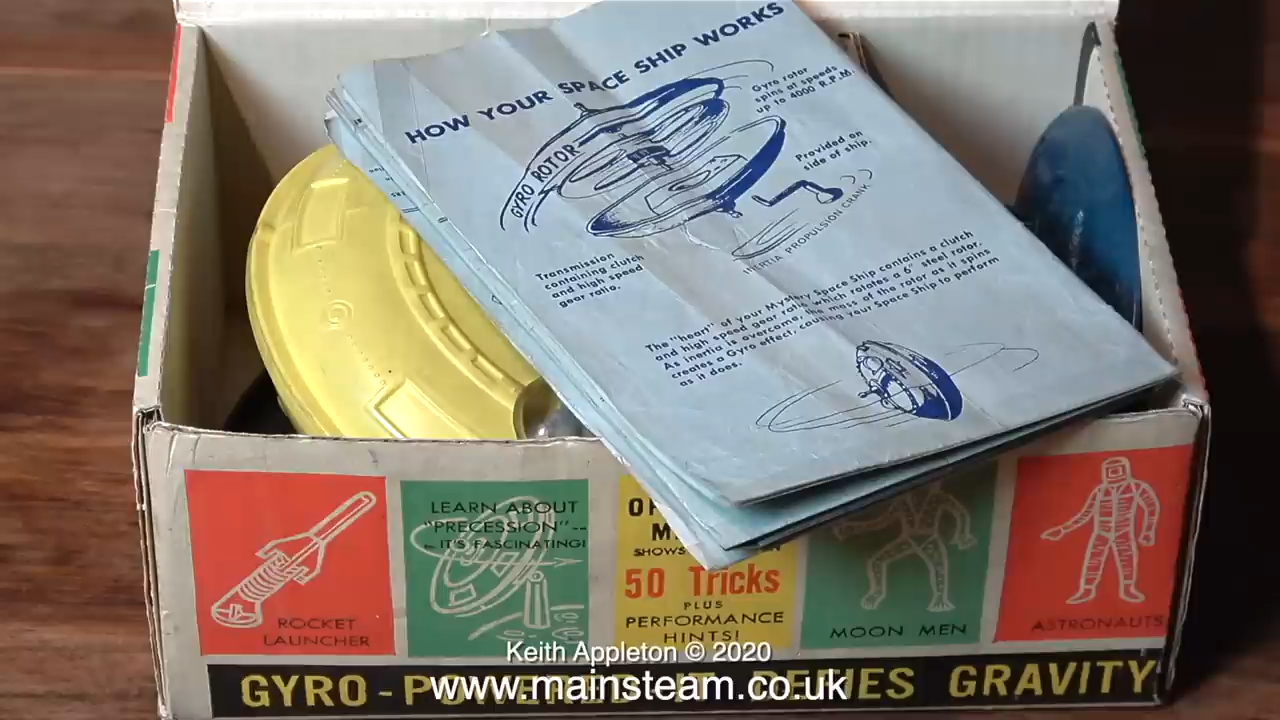 HOW YOUR SPACE SHIP WORKS
Gyro rotor
spins at speeds
up to 4000 R.P.M.
GYRO ROTOR
Provided on
side of ship.
INERTIA PROPULSION CRANK
Transmission
containing clutch
and high speed
gear ratio.
The "heart" of your Mystery Space Ship contains a clutch
and high speed gear ratio which rotates a 6" steel rotor.
As inertia is overcome, the mass of the rotor as it spins
creates a Gyro effect, causing your Space Ship to perform
as it does.
ROCKET
LAUNCHER
LEARN ABOUT
"PRECESSION"--
IT'S FASCINATING!
SHOWS
50 Tricks
PLUS
PERFORMANCE
HINTS!
MOON MEN
ASTRONAUTS
Keith Appleton © 2020
GYRO-POWERED-IT DEFIES GRAVITY
www.mainsteam.co.uk